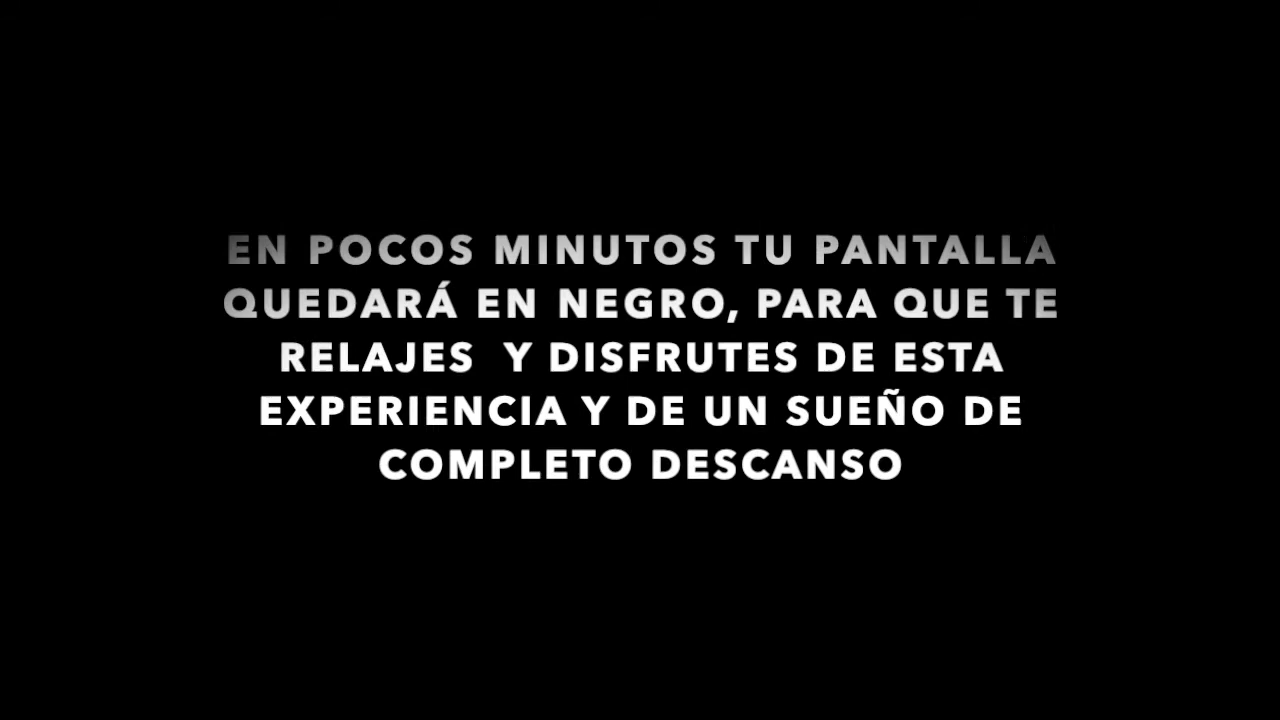 EN POCOS MINUTOS TU PANTALLA
QUEDARÁ EN NEGRO, PARA QUE TE
RELAJES  Y DISFRUTES DE ESTA
EXPERIENCIA Y DE UN SUEÑO DE
COMPLETO DESCANSO